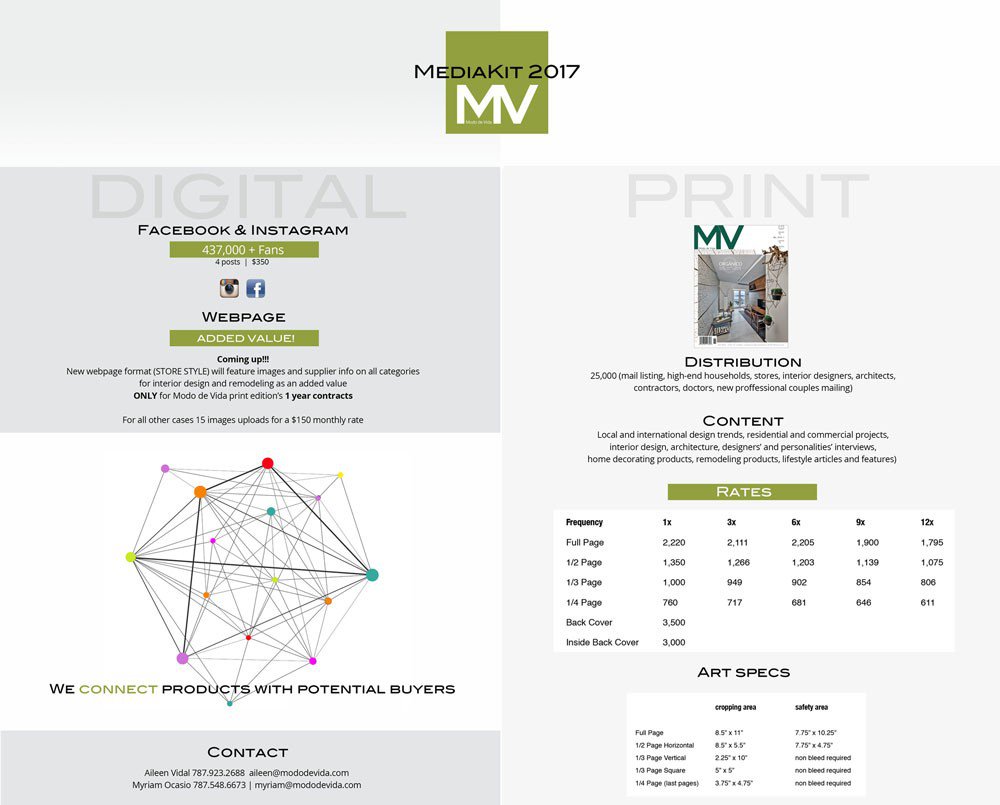 MediaKit 2017
MV
Modo de Vida
DIGITAL
Facebook & Instagram
437,000 + Fans
4 posts | $350
Webpage
ADDED VALUE!
Coming up!!!
New webpage format (STORE STYLE) will feature images and supplier info on all categories
for interior design and remodeling as an added value
ONLY for Modo de Vida print edition's 1 year contracts
For all other cases 15 images uploads for a $150 monthly rate
We connect products with potential buyers
Contact
Aileen Vidal 787.923.2688 aileen@mododevida.com
Myriam Ocasio 787.548.6673 | myriam@mododevida.com
PRINT
MV
ORGÁNICO
Distribution
25,000 (mail listing, high-end households, stores, interior designers, architects,
contractors, doctors, new proffessional couples mailing)
Content
Local and international design trends, residential and commercial projects,
interior design, architecture, designers' and personalities' interviews,
home decorating products, remodeling products, lifestyle articles and features)
Rates
Frequency 1x 3x 6x 9x 12x
Full Page 2,220 2,111 2,205 1,900 1,795
1/2 Page 1,350 1,266 1,203 1,139 1,075
1/3 Page 1,000 949 902 854 806
1/4 Page 760 717 681 646 611
Back Cover 3,500
Inside Back Cover 3,000
Art specs
cropping area safety area
Full Page 8.5" x 11" 7.75" x 10.25"
1/2 Page Horizontal 8.5" x 5.5" 7.75" x 4.75"
1/3 Page Vertical 2.25" x 10" non bleed required
1/3 Page Square 5" x 5" non bleed required
1/4 Page (last pages) 3.75" x 4.75" non bleed required